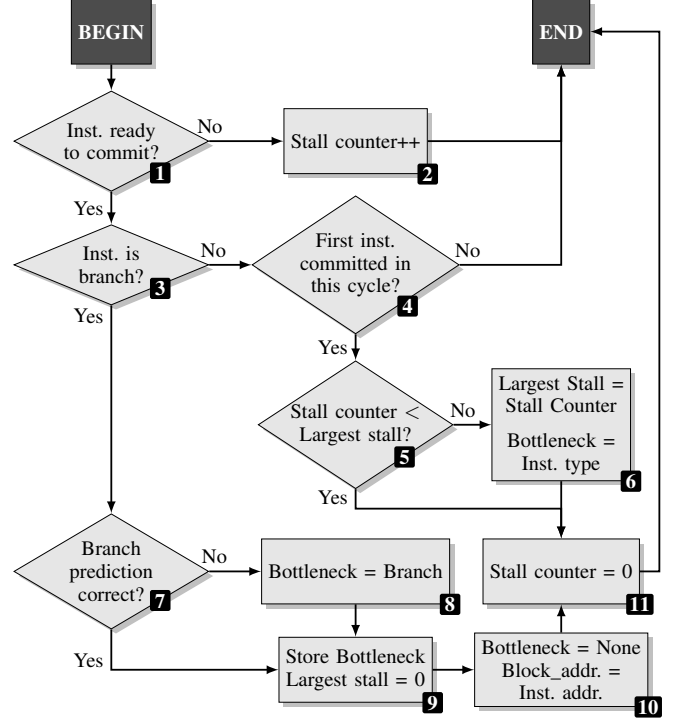 BEGIN
END
Inst. ready
to commit?
1
No
Stall counter++
2
Yes
Inst. is
branch?
3
No
First inst.
committed in
this cycle?
4
No
Yes
Yes
Stall counter <
Largest stall?
5
No
Largest Stall =
Stall Counter
Bottleneck =
Inst. type
6
Yes
Branch
prediction
correct?
7
No
Bottleneck = Branch
8
Stall counter = 0
11
Yes
Store Bottleneck
Largest stall = 0
9
Bottleneck = None
Block_addr. =
Inst. addr.
10